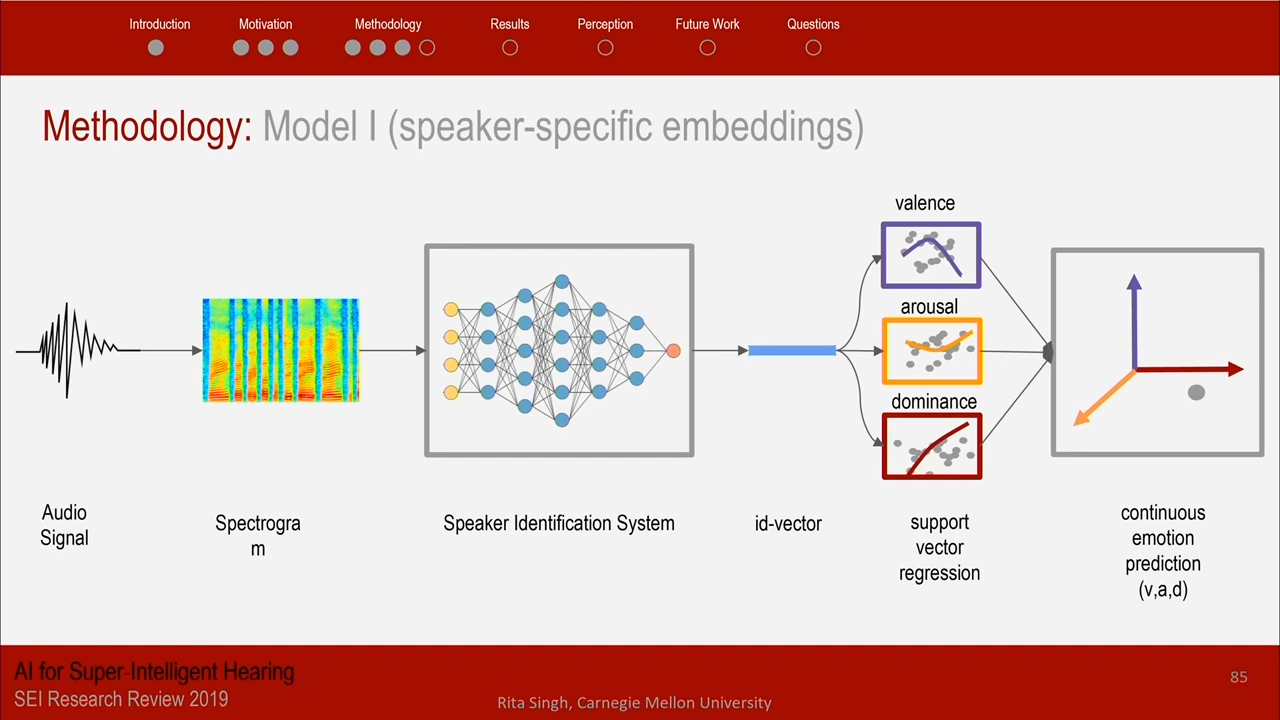 Introduction Motivation Methodology Results Perception Future Work Questions
Methodology: Model I (speaker-specific embeddings)
valence
arousal
dominance
Audio
Signal
Spectrogra
m
Speaker Identification System
id-vector
support
vector
regression
continuous
emotion
prediction
(v,a,d)
AI for Super-Intelligent Hearing
SEI Research Review 2019
Rita Singh, Carnegie Mellon University
85